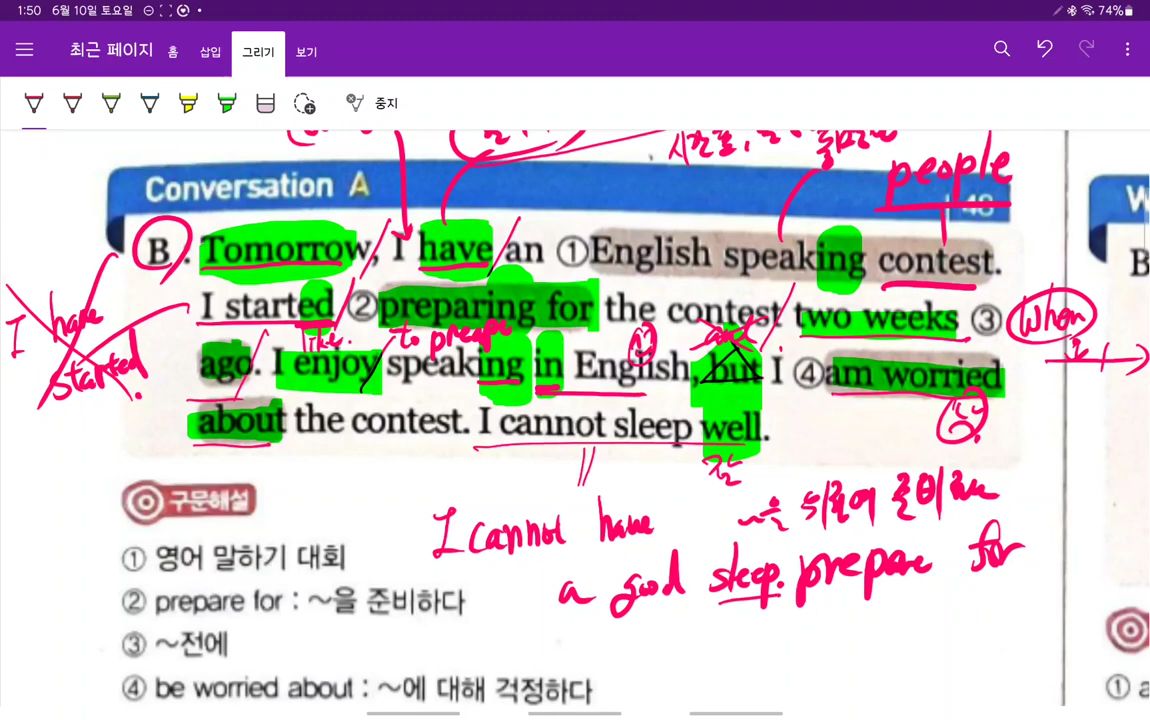 1:50 6월 10일 토요일
74%
최근 페이지 홈 삽입 그리기 보기
중지
people
Conversation A
48
B. Tomorrow, I have an ①English speaking contest.
I started ②preparing for the contest two weeks ③
When
I have started.
like. to prepare
and
ago. I enjoy speaking in English, but I ④am worried
about the contest. I cannot sleep well.
잘
구문해설
I cannot have
a good sleep.
prepare for
① 영어 말하기 대회
② prepare for : ~을 준비하다
③ ~전에
④ be worried about : ~에 대해 걱정하다
W
B
① a